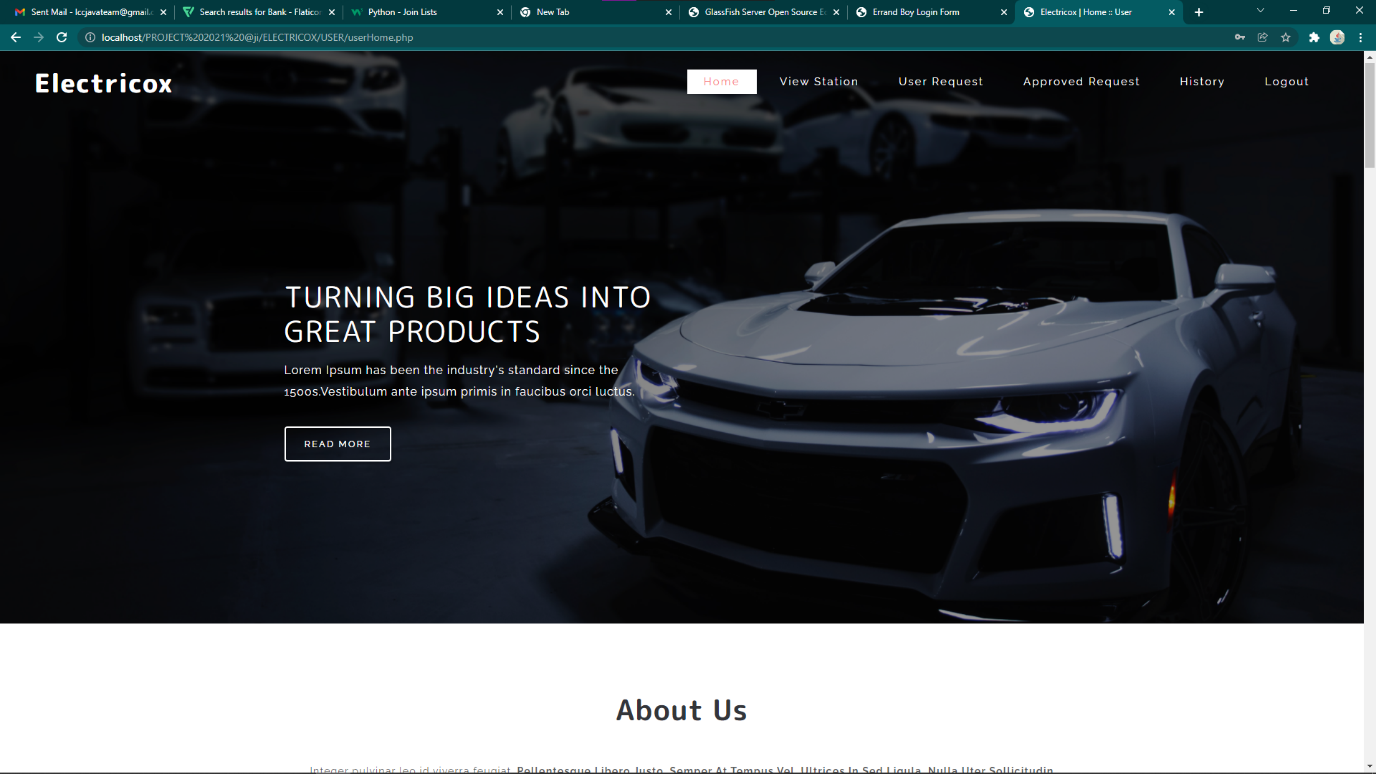 Sent Mail - lccjavateam@gmail.c
Search results for Bank - Flatico
Python - Join Lists
New Tab
GlassFish Server Open Source E
Errand Boy Login Form
Electricox | Home :: User
localhost/PROJECT%202021%20@ji/ELECTRICOX/USER/userHome.php
Electricox
Home
View Station
User Request
Approved Request
History
Logout
TURNING BIG IDEAS INTO
GREAT PRODUCTS
Lorem Ipsum has been the industry's standard since the
1500s.Vestibulum ante ipsum primis in faucibus orci luctus.
READ MORE
About Us
Integer pulvinar leo id viverra feugiat. Pellentesque Libero Justo, Semper At Tempus Vel, Ultrices In Sed Ligula. Nulla Uter Sollicitudin